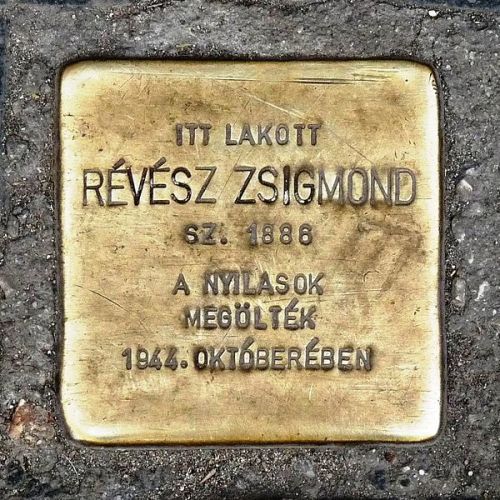 ITT LAKOTT
RÉVÉSZ ZSIGMOND
SZ. 1886
A NYILASOK
MEGÖLTÉK
1944. OKTÓBERÉBEN